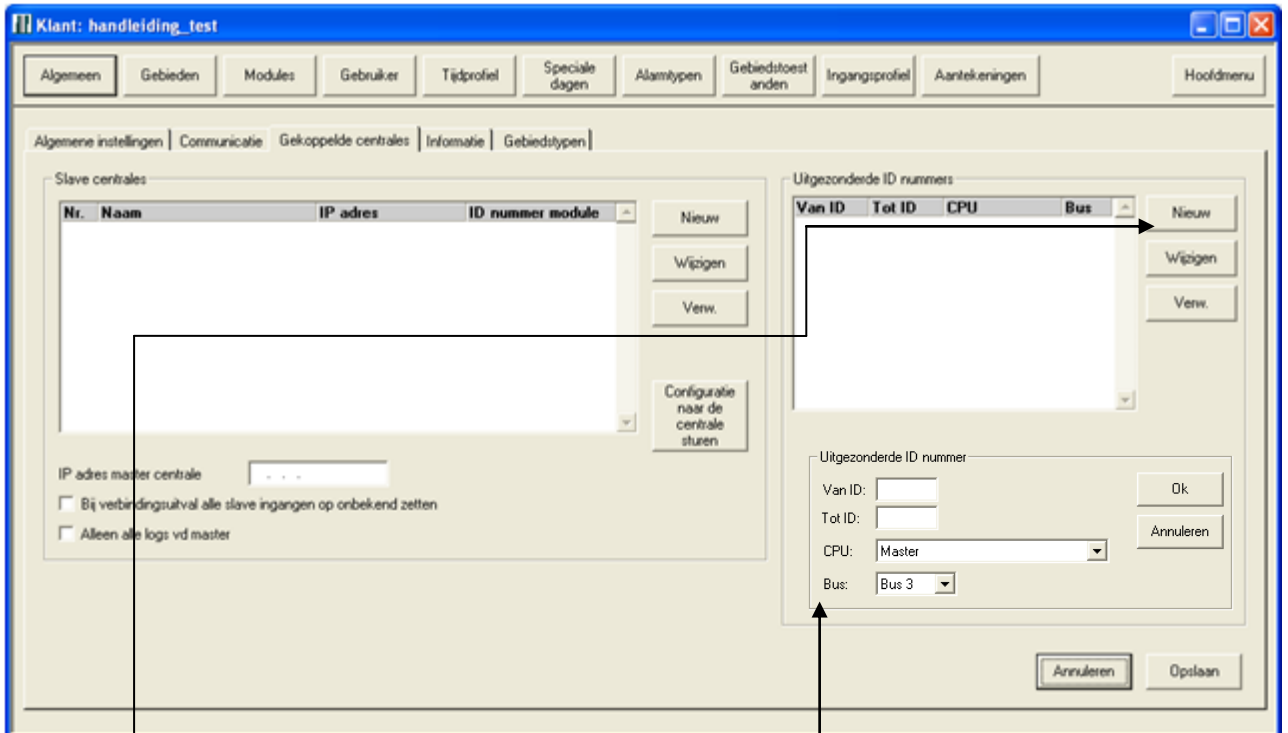 Klant: handleiding_test
Algemeen
Gebieden
Modules
Gebruiker
Tijdprofiel
Speciale
dagen
Alarmtypen
Gebiedstoest
anden
Ingangsprofiel
Aantekeningen
Hoofdmenu
Algemene instellingen
Communicatie
Gekoppelde centrales
Informatie
Gebiedstypen
Slave centrales
Nr. Naam IP adres ID nummer module
Nieuw
Wijzigen
Verw.
Configuratie
naar de
centrale
sturen
IP adres master centrale . . .
Bij verbindingsuitval alle slave ingangen op onbekend zetten
Alleen alle logs vd master
Uitgezonderde ID nummers
Van ID Tot ID CPU Bus
Nieuw
Wijzigen
Verw.
Uitgezonderde ID nummer
Van ID:
Tot ID:
CPU: Master
Bus: Bus 3
Ok
Annuleren
Annuleren
Opslaan